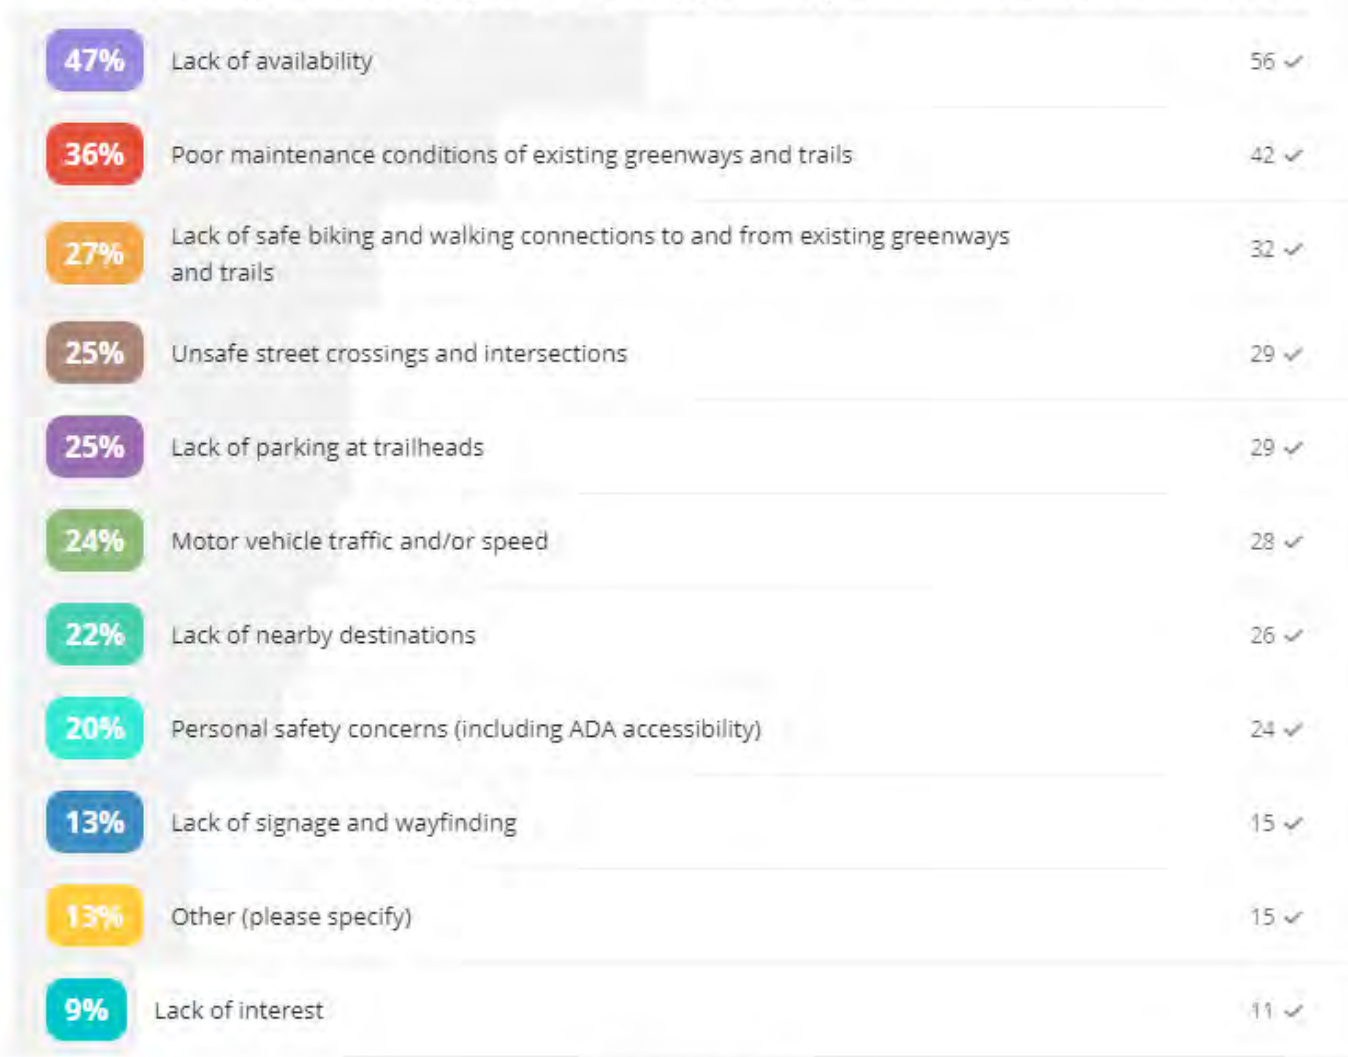 47% Lack of availability 56
36% Poor maintenance conditions of existing greenways and trails 42
27% Lack of safe biking and walking connections to and from existing greenways 32
and trails
25% Unsafe street crossings and intersections 29
25% Lack of parking at trailheads 29
24% Motor vehicle traffic and/or speed 28
22% Lack of nearby destinations 26
20% Personal safety concerns (including ADA accessibility) 24
13% Lack of signage and wayfinding 15
13% Other (please specify) 15
9% Lack of interest 11